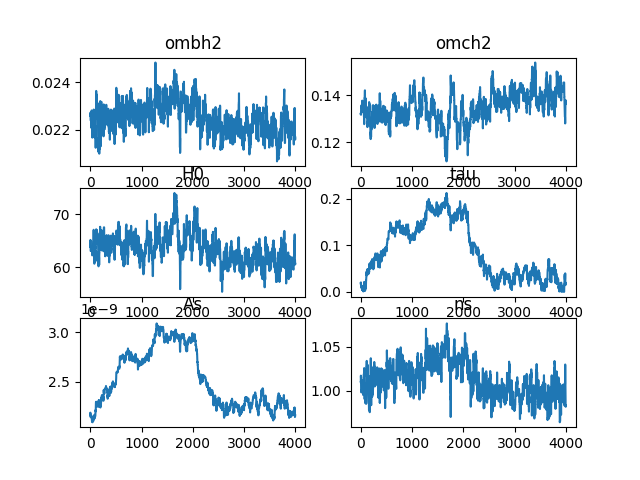 ombh2
0.024
0.022
0 1000 2000 3000 4000
omch2
0.14
0.12
0 1000 2000 3000 4000
H0
70
60
0 1000 2000 3000 4000
tau
0.2
0.1
0.0
0 1000 2000 3000 4000
As
1e−9
3.0
2.5
0 1000 2000 3000 4000
ns
1.05
1.00
0 1000 2000 3000 4000